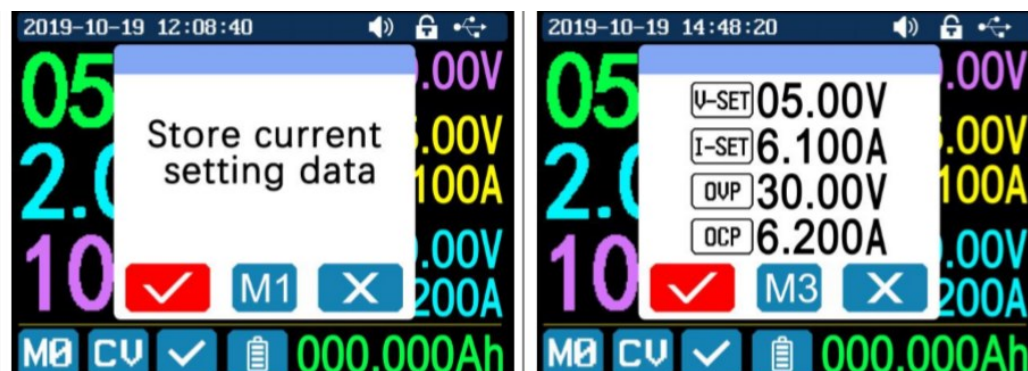 2019-10-19 12:08:40
05
.00V
Store current
setting data
.00V
2.0
100A
10
.00V
M1
200A
M0 CV 000.000Ah
2019-10-19 14:48:20
05
.00V
V-SET 05.00V
I-SET 6.100A
.00V
2.0
OVP 30.00V
100A
OCP 6.200A
10
.00V
M3
200A
M0 CV 000.000Ah